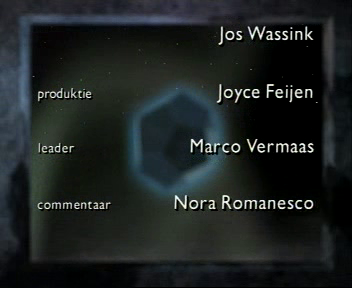 Jos Wassink
produktie Joyce Feijen
leader Marco Vermaas
commentaar Nora Romanesco